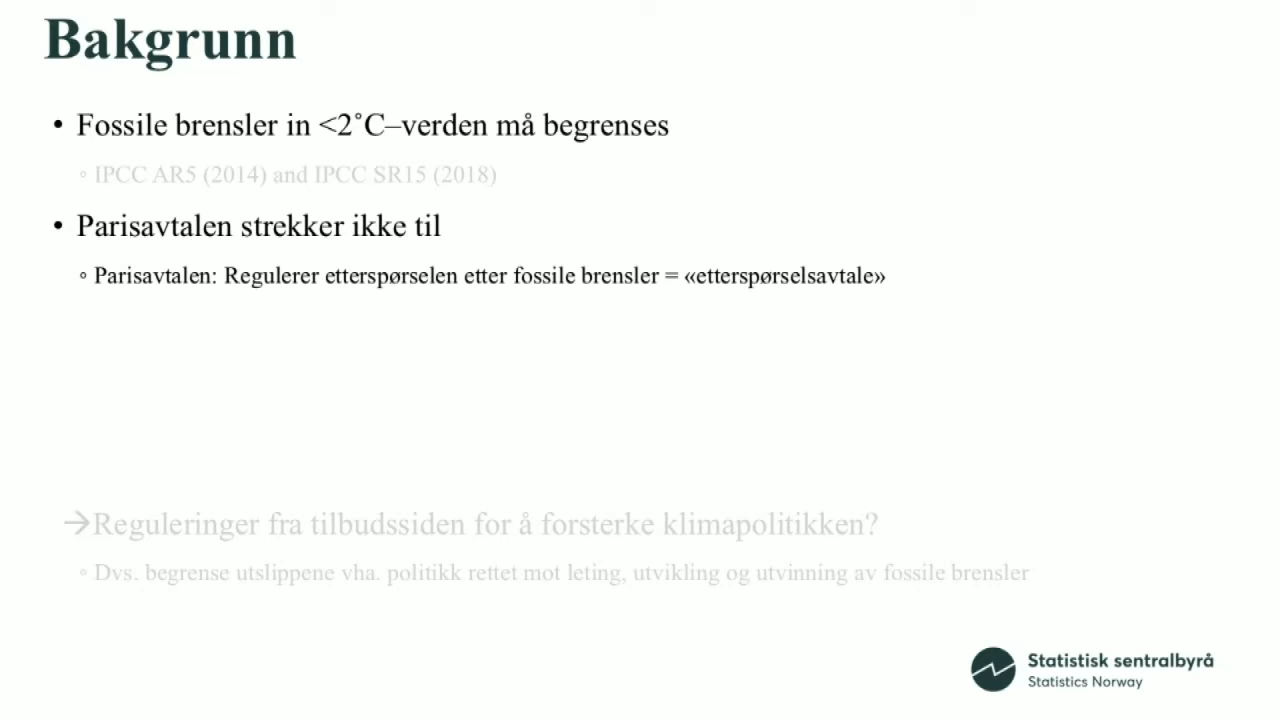 Bakgrunn
• Fossile brensler in <2˚C–verden må begrenses
◦ IPCC AR5 (2014) and IPCC SR15 (2018)
• Parisavtalen strekker ikke til
◦ Parisavtalen: Regulerer etterspørselen etter fossile brensler = «etterspørselsavtale»
→Reguleringer fra tilbudssiden for å forsterke klimapolitikken?
◦ Dvs. begrense utslippene vha. politikk rettet mot leting, utvikling og utvinning av fossile brensler
Statistisk sentralbyrå
Statistics Norway